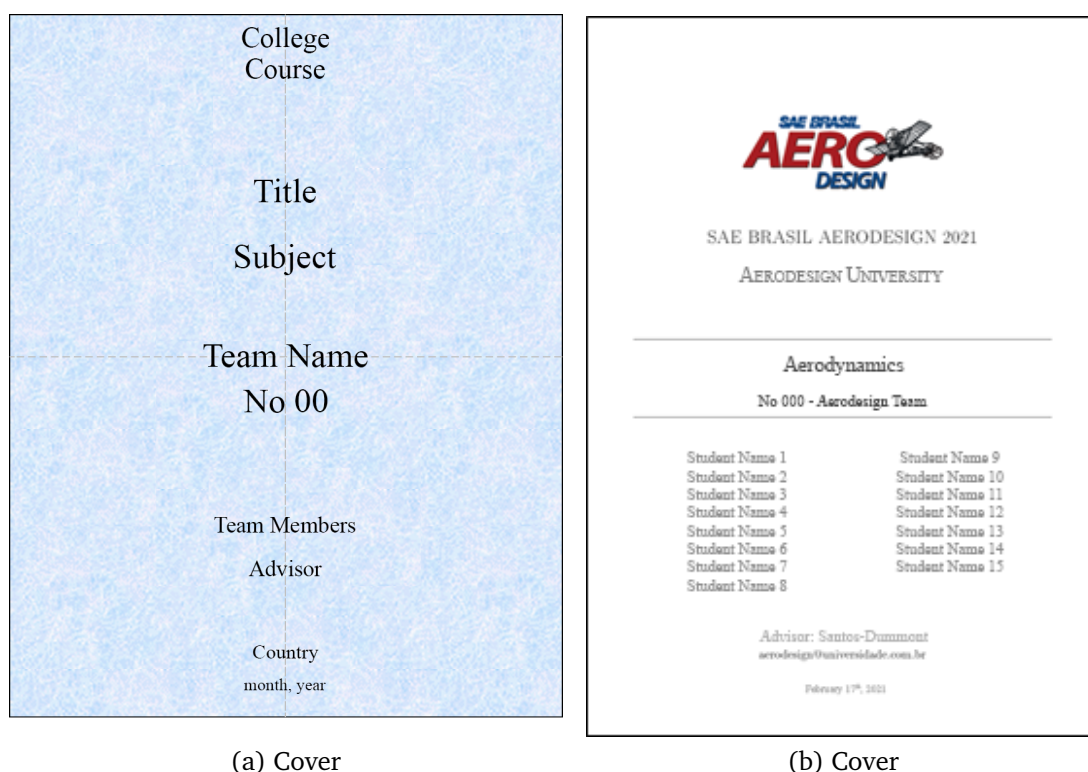 College
Course
Title
Subject
Team Name
No 00
Team Members
Advisor
Country
month, year
(a) Cover
SAE BRASIL
AERO
DESIGN
SAE BRASIL AERODESIGN 2021
AERODESIGN UNIVERSITY
Aerodynamics
No 000 - Aerodesign Team
Student Name 1
Student Name 2
Student Name 3
Student Name 4
Student Name 5
Student Name 6
Student Name 7
Student Name 8
Student Name 9
Student Name 10
Student Name 11
Student Name 12
Student Name 13
Student Name 14
Student Name 15
Advisor: Santos-Dummont
aerodesign@universidade.com.br
February 17th, 2021
(b) Cover